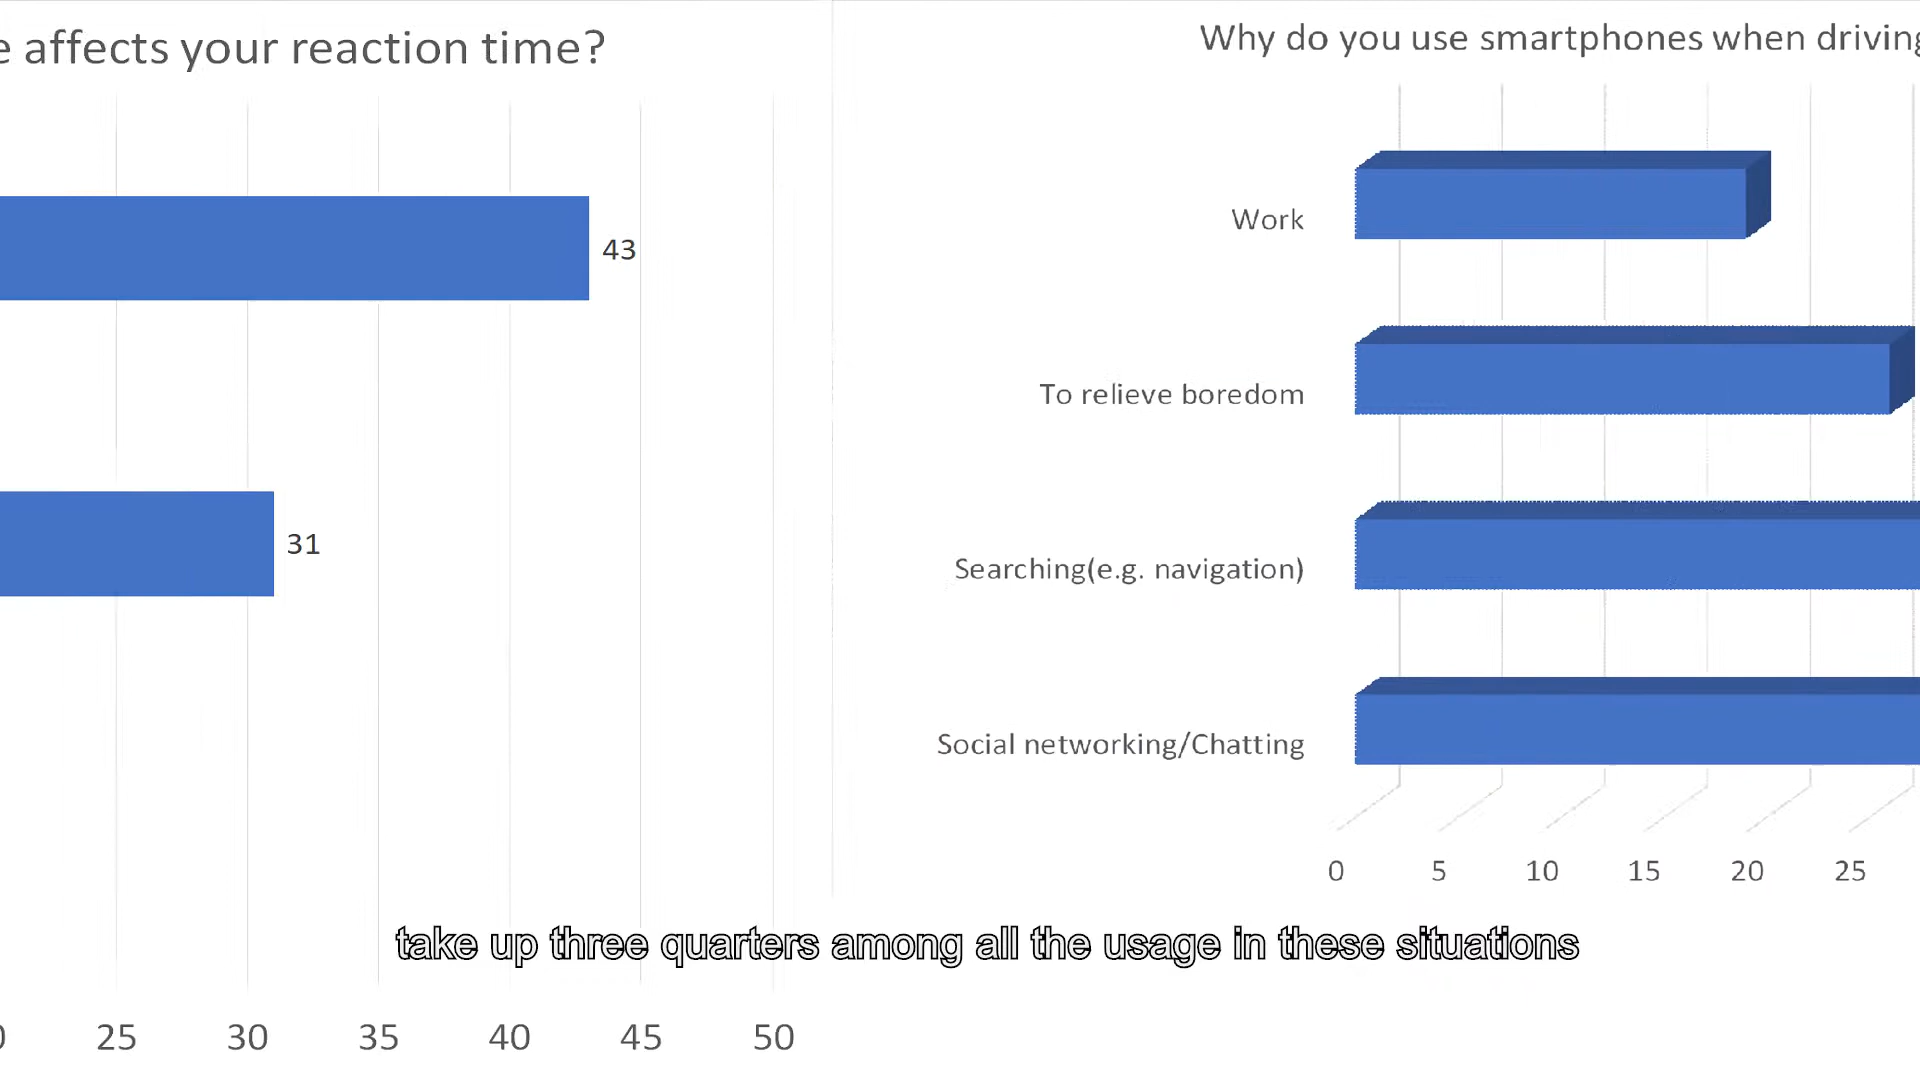 affects your reaction time?
43
31
25 30 35 40 45 50
Why do you use smartphones when driving
Work
To relieve boredom
Searching(e.g. navigation)
Social networking/Chatting
0 5 10 15 20 25
take up three quarters among all the usage in these situations